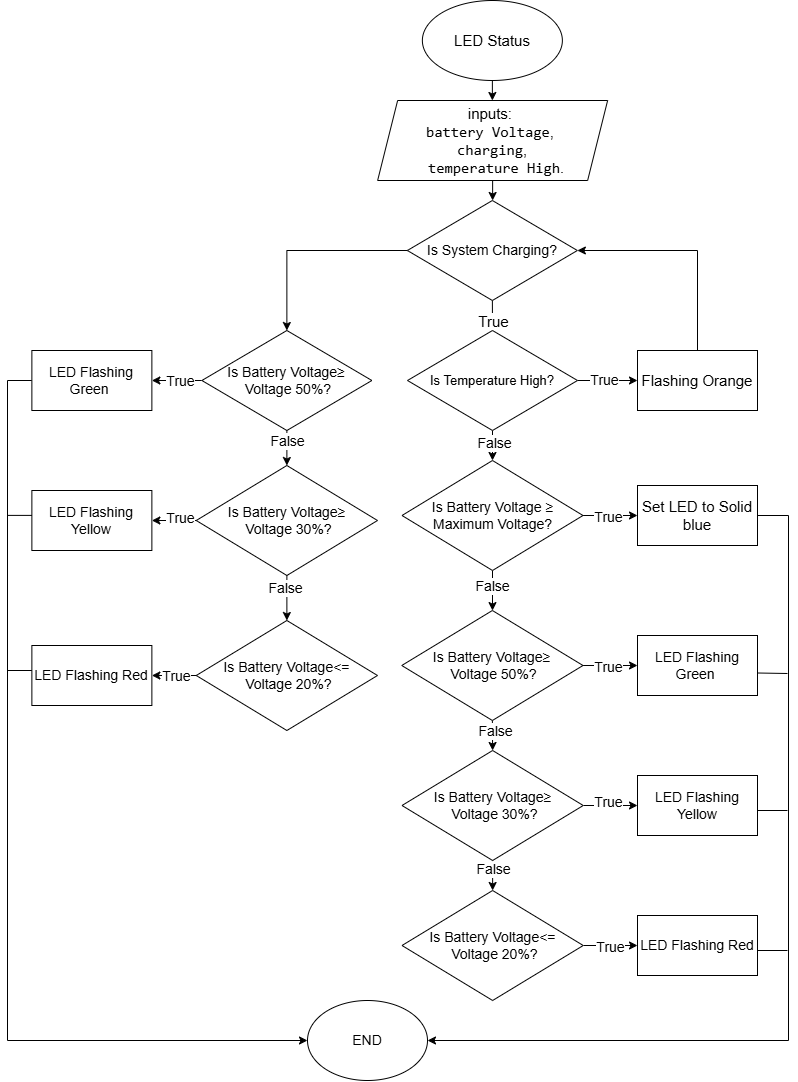 LED Status
inputs:
battery Voltage,
charging,
temperature High.
Is System Charging?
True
Is Battery Voltage≥
Voltage 50%?
True
LED Flashing
Green
False
Is Battery Voltage≥
Voltage 30%?
True
LED Flashing
Yellow
False
Is Battery Voltage<=
Voltage 20%?
True
LED Flashing Red
Is Temperature High?
True
Flashing Orange
False
Is Battery Voltage ≥
Maximum Voltage?
True
Set LED to Solid
blue
False
Is Battery Voltage≥
Voltage 50%?
True
LED Flashing
Green
False
Is Battery Voltage≥
Voltage 30%?
True
LED Flashing
Yellow
False
Is Battery Voltage<=
Voltage 20%?
True
LED Flashing Red
END